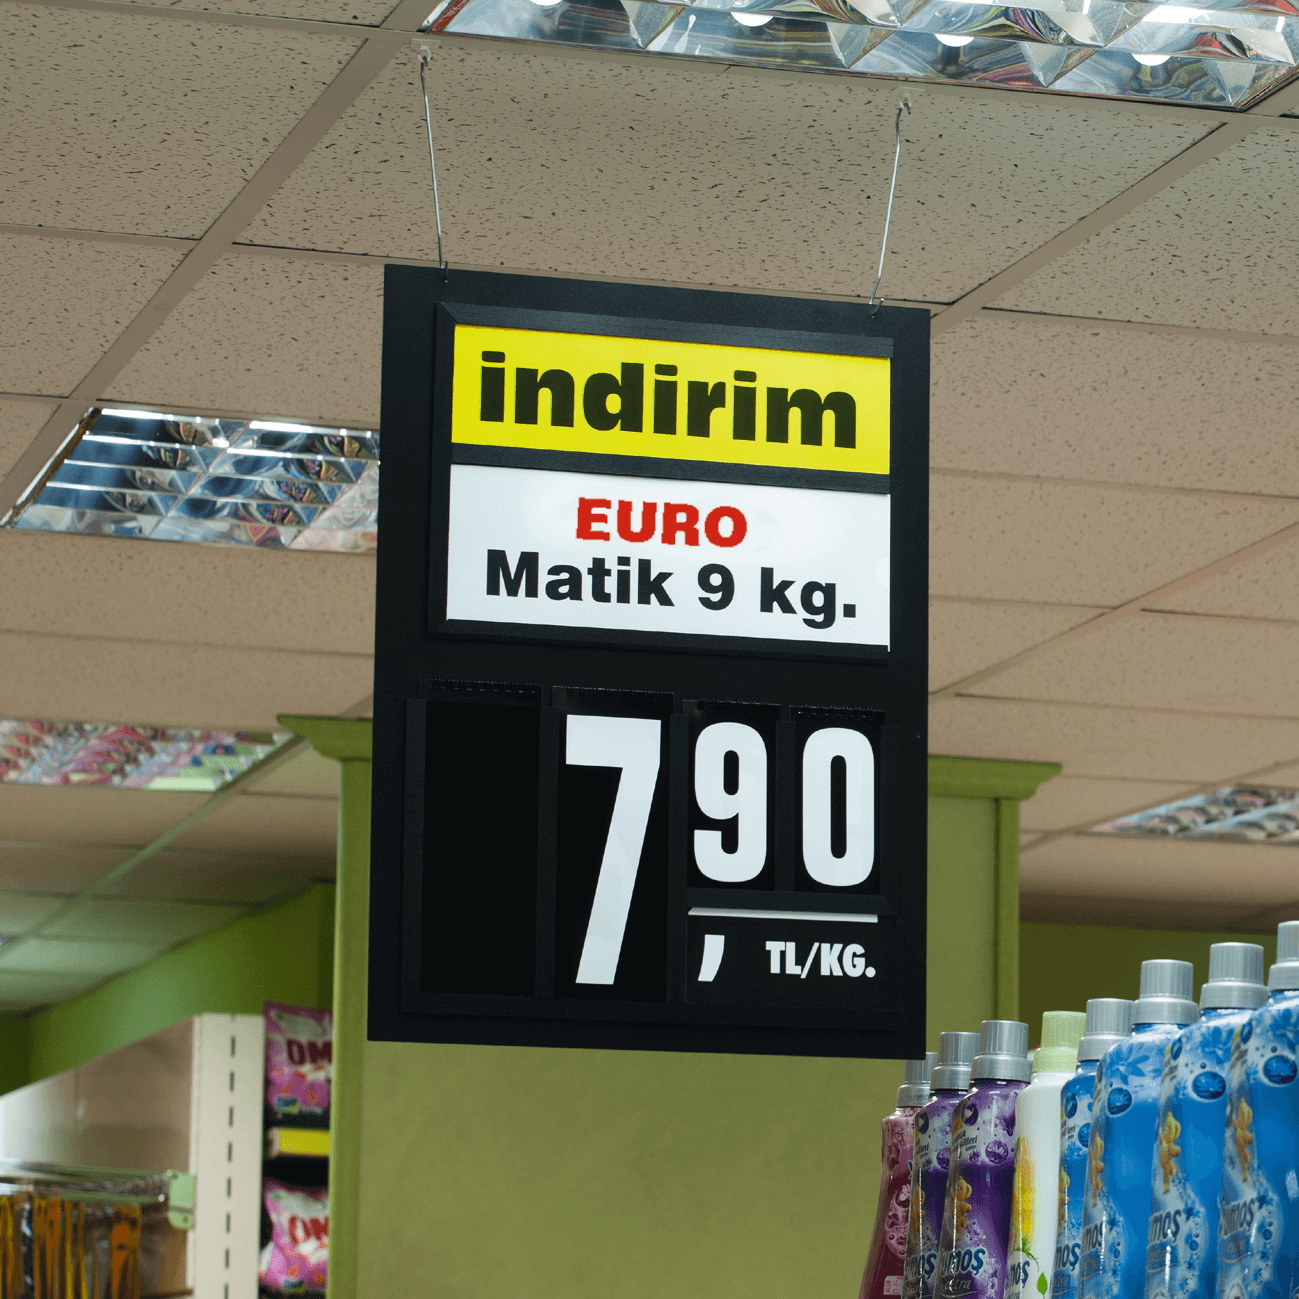 indirim
EURO
Matik 9 kg.
7,90
TL/KG.